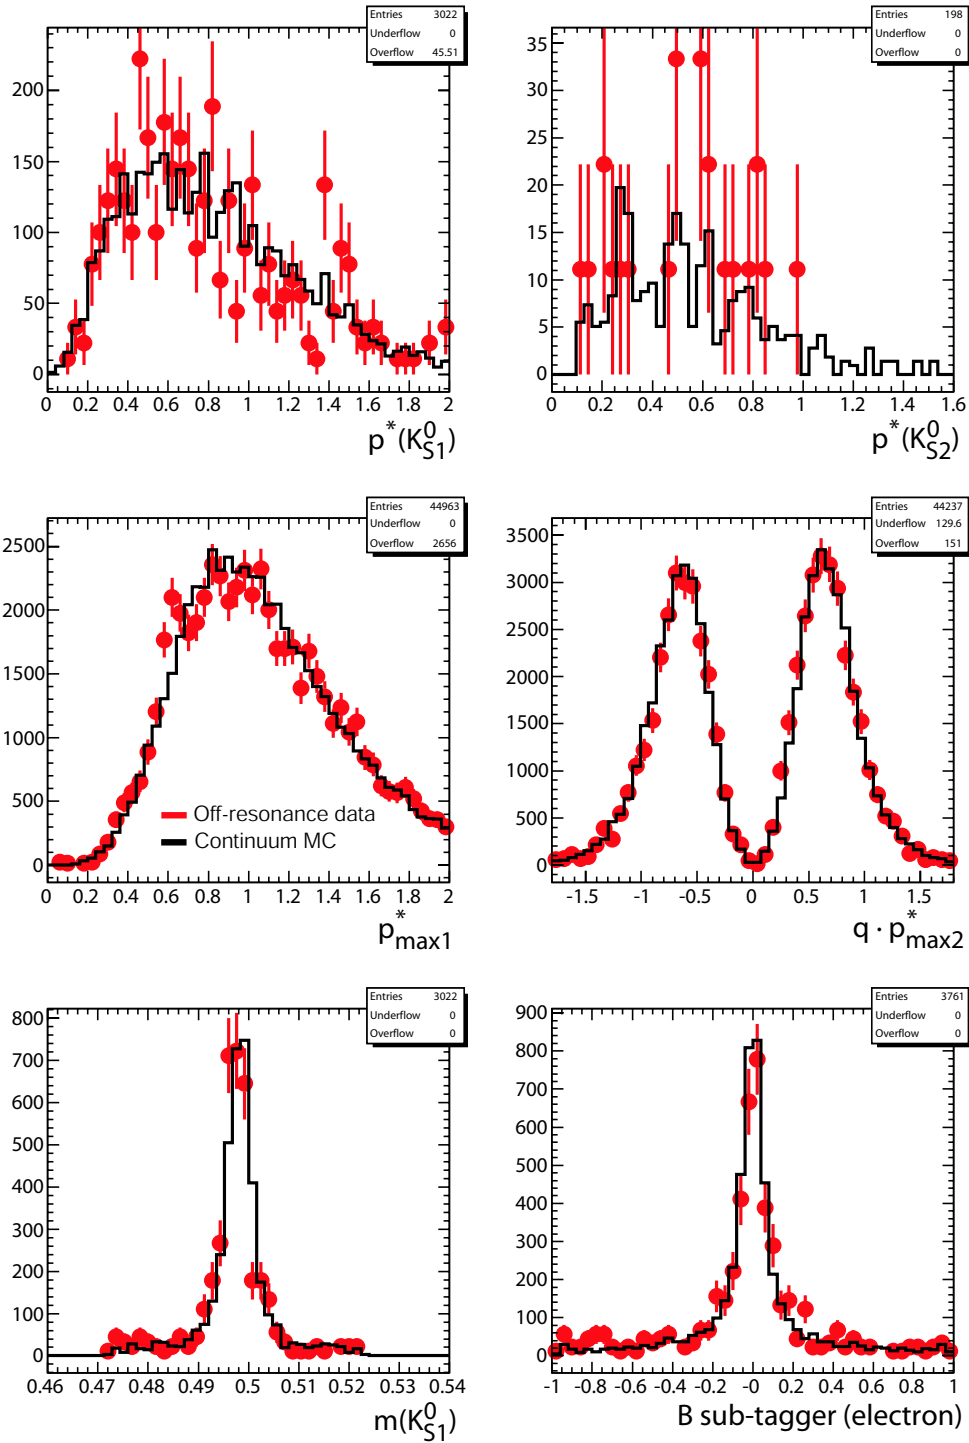 Entries 3022
Underflow 0
Overflow 45.51
200
150
100
50
0
0 0.2 0.4 0.6 0.8 1 1.2 1.4 1.6 1.8 2
p*(K⁰S1)
Entries 198
Underflow 0
Overflow 0
35
30
25
20
15
10
5
0
0 0.2 0.4 0.6 0.8 1 1.2 1.4 1.6
p*(K⁰S2)
Entries 44963
Underflow 0
Overflow 2656
2500
2000
1500
1000
500
0
Off-resonance data
Continuum MC
0 0.2 0.4 0.6 0.8 1 1.2 1.4 1.6 1.8 2
p*max1
Entries 44237
Underflow 129.6
Overflow 151
3500
3000
2500
2000
1500
1000
500
0
-1.5 -1 -0.5 0 0.5 1 1.5
q · p*max2
Entries 3022
Underflow 0
Overflow 0
800
700
600
500
400
300
200
100
0
0.46 0.47 0.48 0.49 0.5 0.51 0.52 0.53 0.54
m(K⁰S1)
Entries 3761
Underflow 0
Overflow 0
900
800
700
600
500
400
300
200
100
0
-1 -0.8 -0.6 -0.4 -0.2 -0 0.2 0.4 0.6 0.8 1
B sub-tagger (electron)